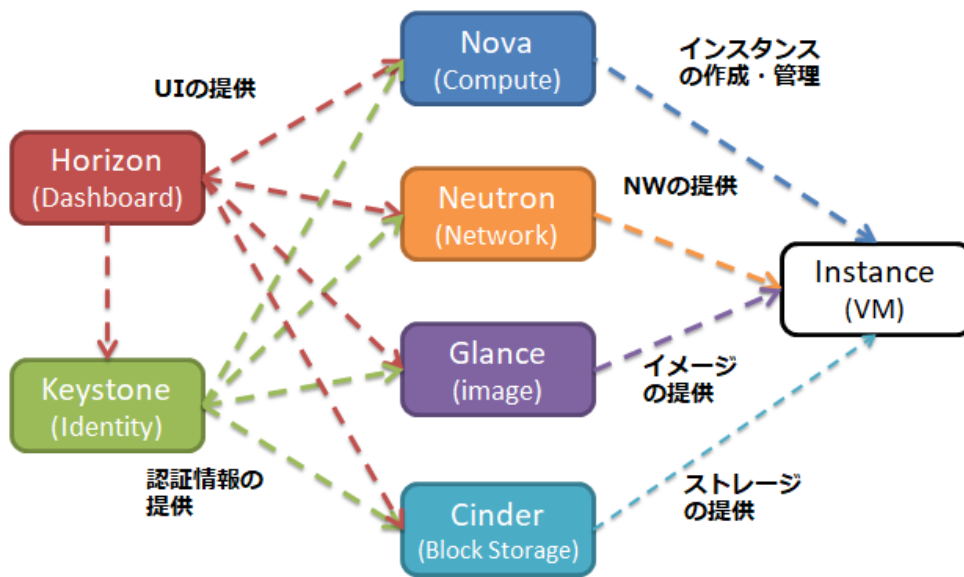 Nova
(Compute)
インスタンス
の作成・管理
UIの提供
Horizon
(Dashboard)
Neutron
(Network)
NWの提供
Instance
(VM)
Keystone
(Identity)
Glance
(image)
イメージ
の提供
認証情報の
提供
Cinder
(Block Storage)
ストレージ
の提供